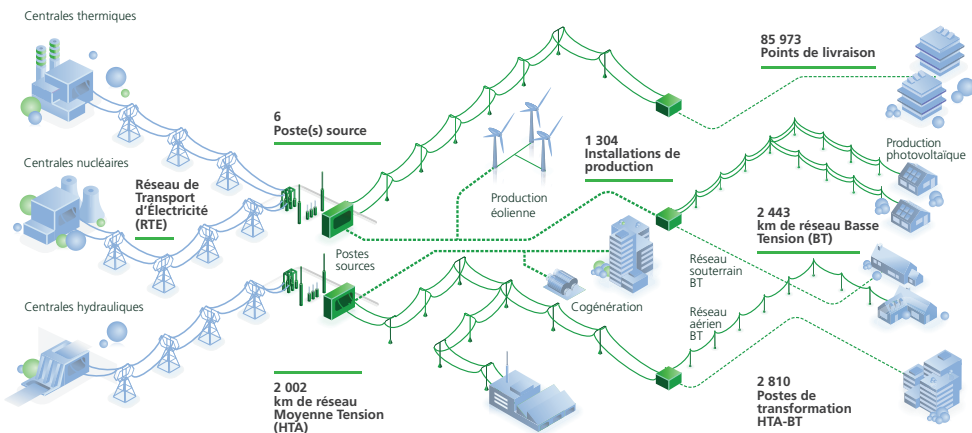 Centrales thermiques
Centrales nucléaires
Réseau de
Transport
d'Électricité
(RTE)
Centrales hydrauliques
6
Poste(s) source
Postes
sources
2 002
km de réseau
Moyenne Tension
(HTA)
Production
éolienne
1 304
Installations de
production
Cogénération
85 973
Points de livraison
Production
photovoltaïque
2 443
km de réseau Basse
Tension (BT)
Réseau
souterrain
BT
Réseau
aérien
BT
2 810
Postes de
transformation
HTA-BT